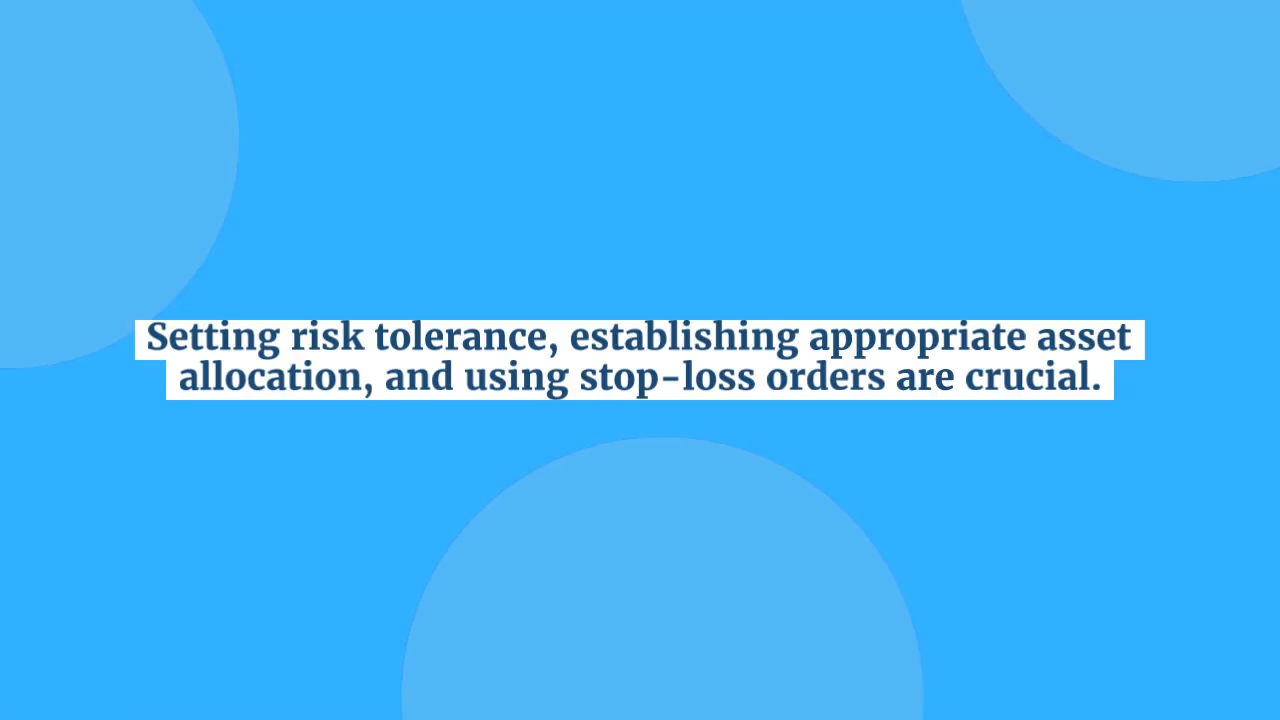 Setting risk tolerance, establishing appropriate asset
allocation, and using stop-loss orders are crucial.